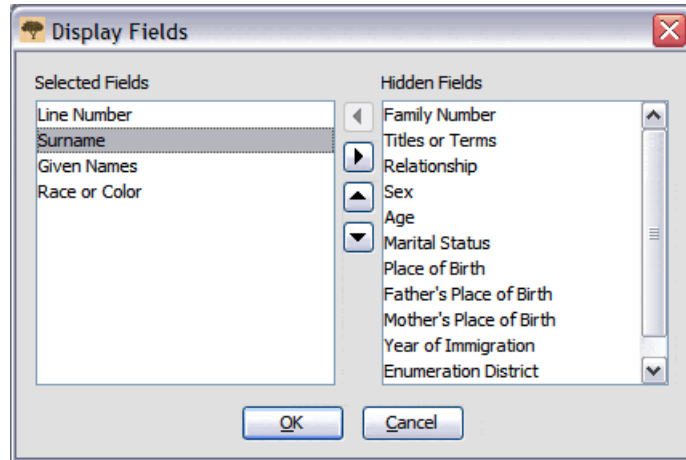 Display Fields
Selected Fields
Line Number
Surname
Given Names
Race or Color
Hidden Fields
Family Number
Titles or Terms
Relationship
Sex
Age
Marital Status
Place of Birth
Father's Place of Birth
Mother's Place of Birth
Year of Immigration
Enumeration District
OK
Cancel